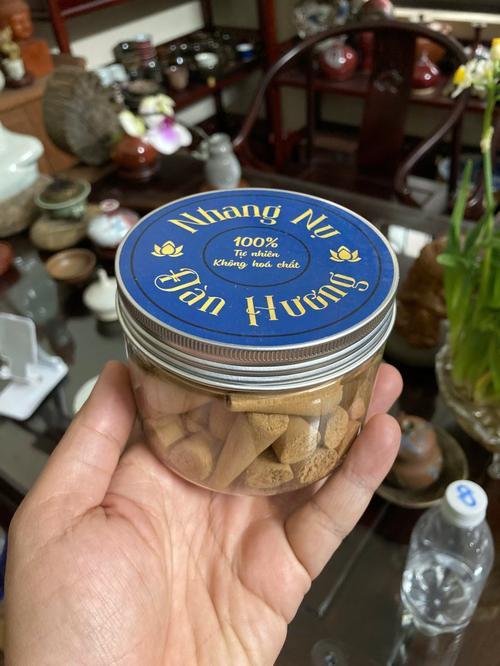 Nhang Nụ
100%
Tự nhiên
Không hoá chất
Đàn Hương